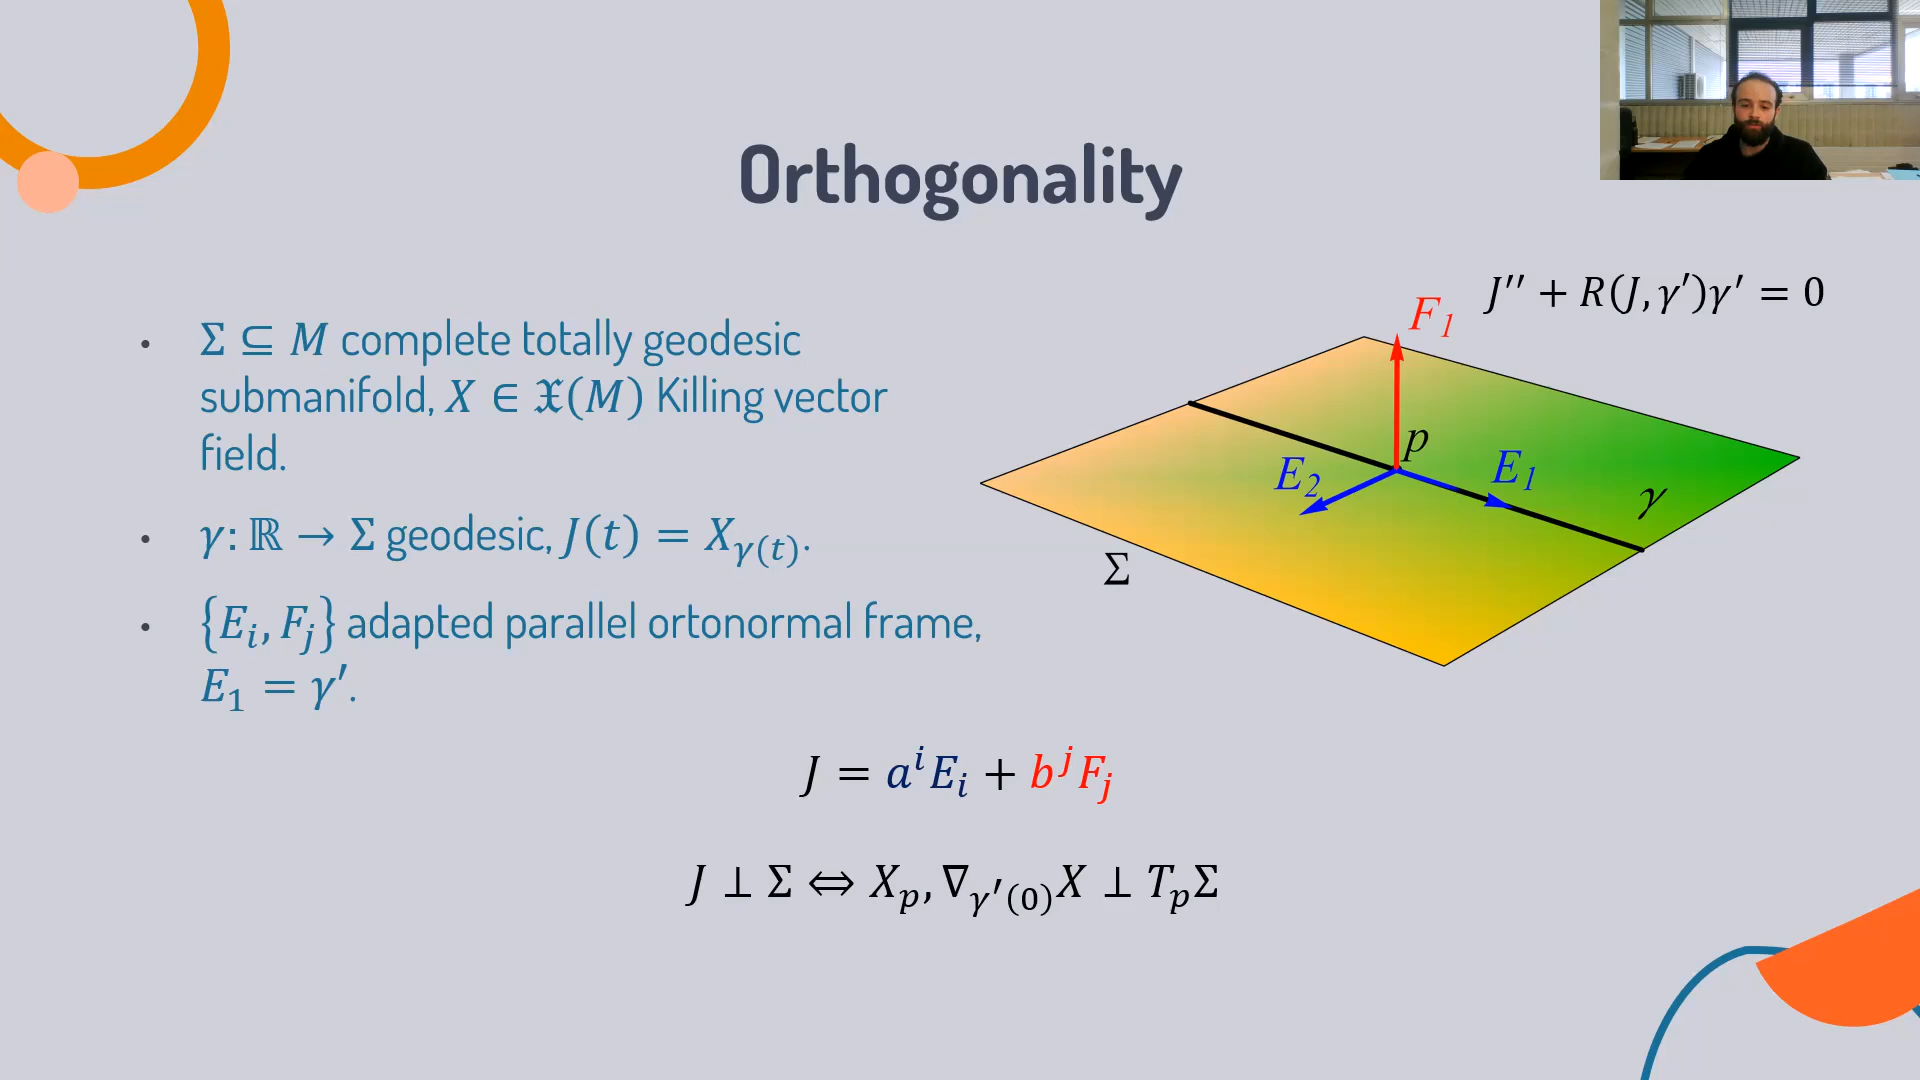 Orthogonality
J′′ + R(J, γ′)γ′ = 0
• Σ ⊆ M complete totally geodesic
submanifold, X ∈ 𝔛(M) Killing vector
field.
• γ: ℝ → Σ geodesic, J(t) = X_γ(t).
• {E_i, F_j} adapted parallel ortonormal frame,
E_1 = γ′.
F_1
p
E_2
E_1
γ
Σ
J = a^i E_i + b^j F_j
J ⊥ Σ ⇔ X_p, ∇_γ′(0) X ⊥ T_p Σ